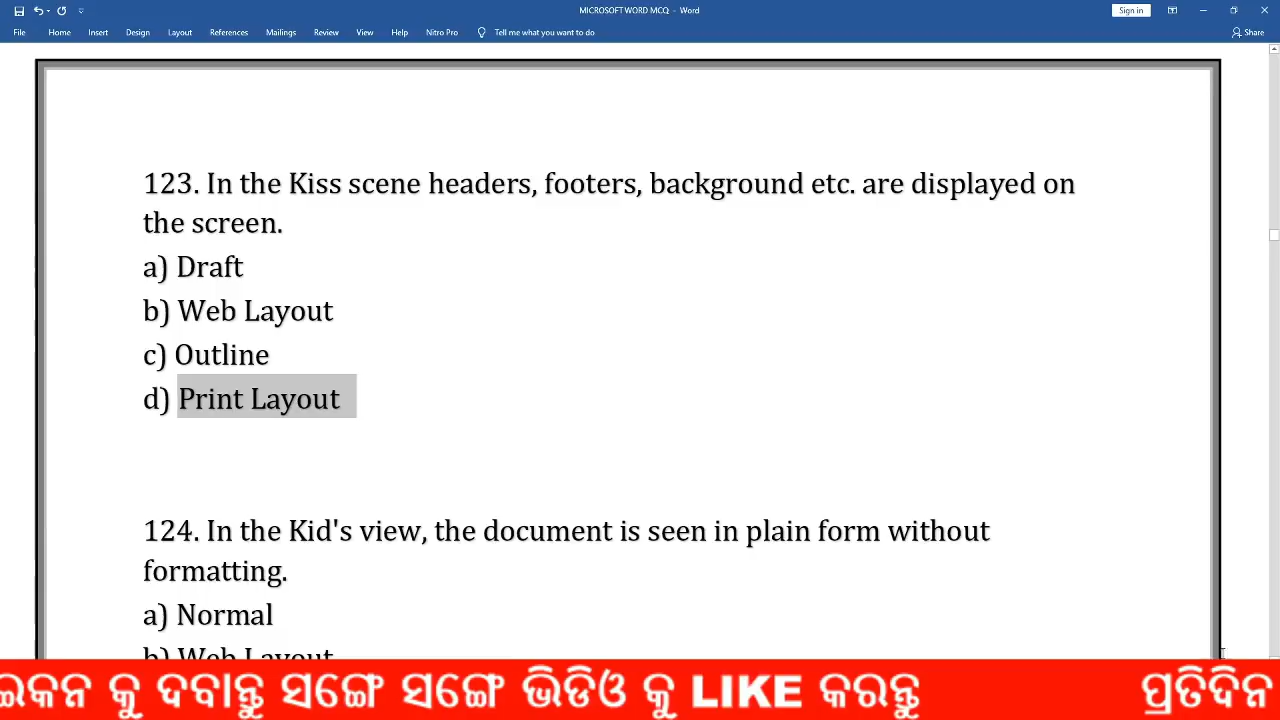 MICROSOFT WORD MCQ - Word
Sign in
File Home Insert Design Layout References Mailings Review View Help Nitro Pro Tell me what you want to do Share
123. In the Kiss scene headers, footers, background etc. are displayed on
the screen.
a) Draft
b) Web Layout
c) Outline
d) Print Layout
124. In the Kid's view, the document is seen in plain form without
formatting.
a) Normal
b) Web Layout
ଇକନ କୁ ଦବାନ୍ତୁ ସଙ୍ଗେ ସଙ୍ଗେ ଭିଡିଓ କୁ LIKE କରନ୍ତୁ ପ୍ରତିଦିନ